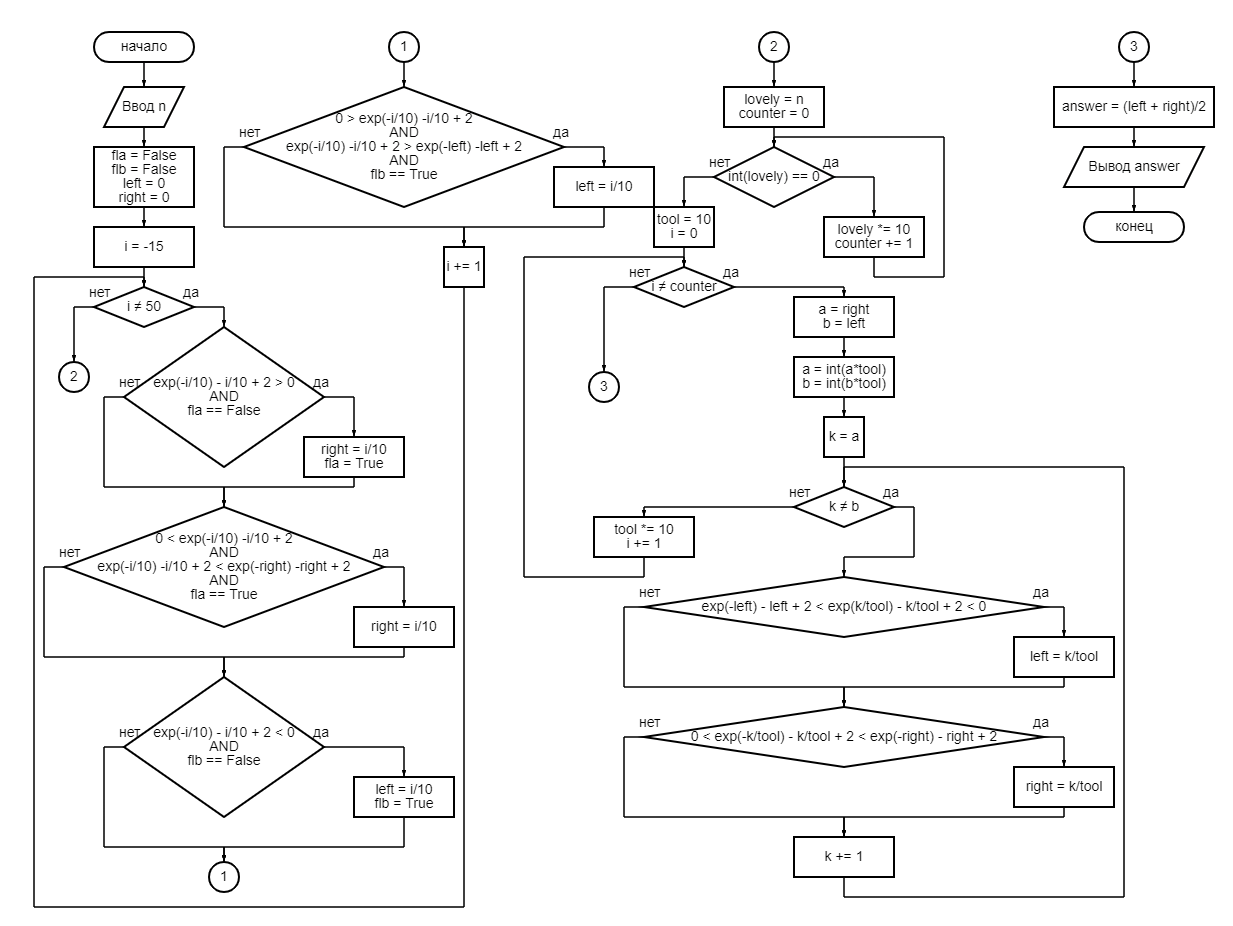 начало
Ввод n
fla = False
flb = False
left = 0
right = 0
i = -15
нет
да
i ≠ 50
2
нет
да
exp(-i/10) - i/10 + 2 > 0
AND
fla == False
right = i/10
fla = True
нет
да
0 < exp(-i/10) -i/10 + 2
AND
exp(-i/10) -i/10 + 2 < exp(-right) -right + 2
AND
fla == True
right = i/10
нет
да
exp(-i/10) - i/10 + 2 < 0
AND
flb == False
left = i/10
flb = True
1
1
нет
да
0 > exp(-i/10) -i/10 + 2
AND
exp(-i/10) -i/10 + 2 > exp(-left) -left + 2
AND
flb == True
left = i/10
i += 1
2
lovely = n
counter = 0
нет
да
int(lovely) == 0
lovely *= 10
counter += 1
tool = 10
i = 0
нет
да
i ≠ counter
3
a = right
b = left
a = int(a*tool)
b = int(b*tool)
k = a
нет
да
k ≠ b
tool *= 10
i += 1
нет
да
exp(-left) - left + 2 < exp(k/tool) - k/tool + 2 < 0
left = k/tool
нет
да
0 < exp(-k/tool) - k/tool + 2 < exp(-right) - right + 2
right = k/tool
k += 1
3
answer = (left + right)/2
Вывод answer
конец